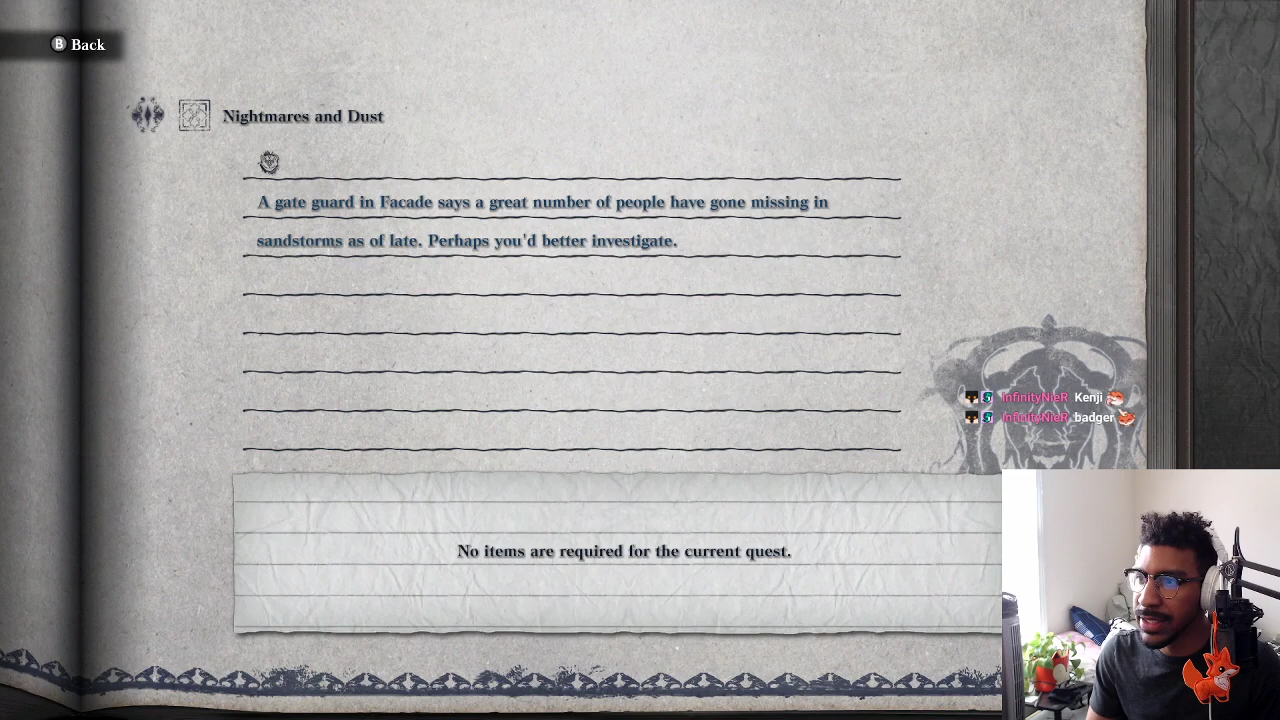 B Back
Nightmares and Dust
A gate guard in Facade says a great number of people have gone missing in
sandstorms as of late. Perhaps you'd better investigate.
InfinityNieR Kenji
InfinityNieR badger
No items are required for the current quest.